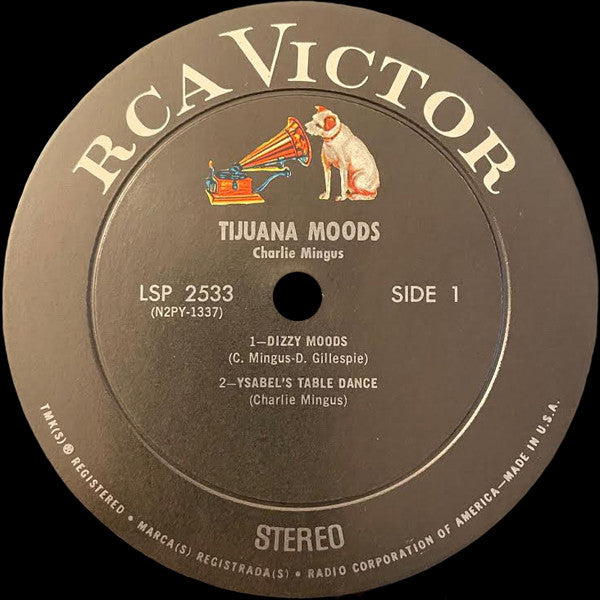 RCA VICTOR
TIJUANA MOODS
Charlie Mingus
LSP 2533
(N2PY-1337)
SIDE 1
1—DIZZY MOODS
(C. Mingus-D. Gillespie)
2—YSABEL'S TABLE DANCE
(Charlie Mingus)
STEREO
TMK(S) ® REGISTERED • MARCA(S) REGISTRADA(S) • RADIO CORPORATION OF AMERICA—MADE IN U.S.A.